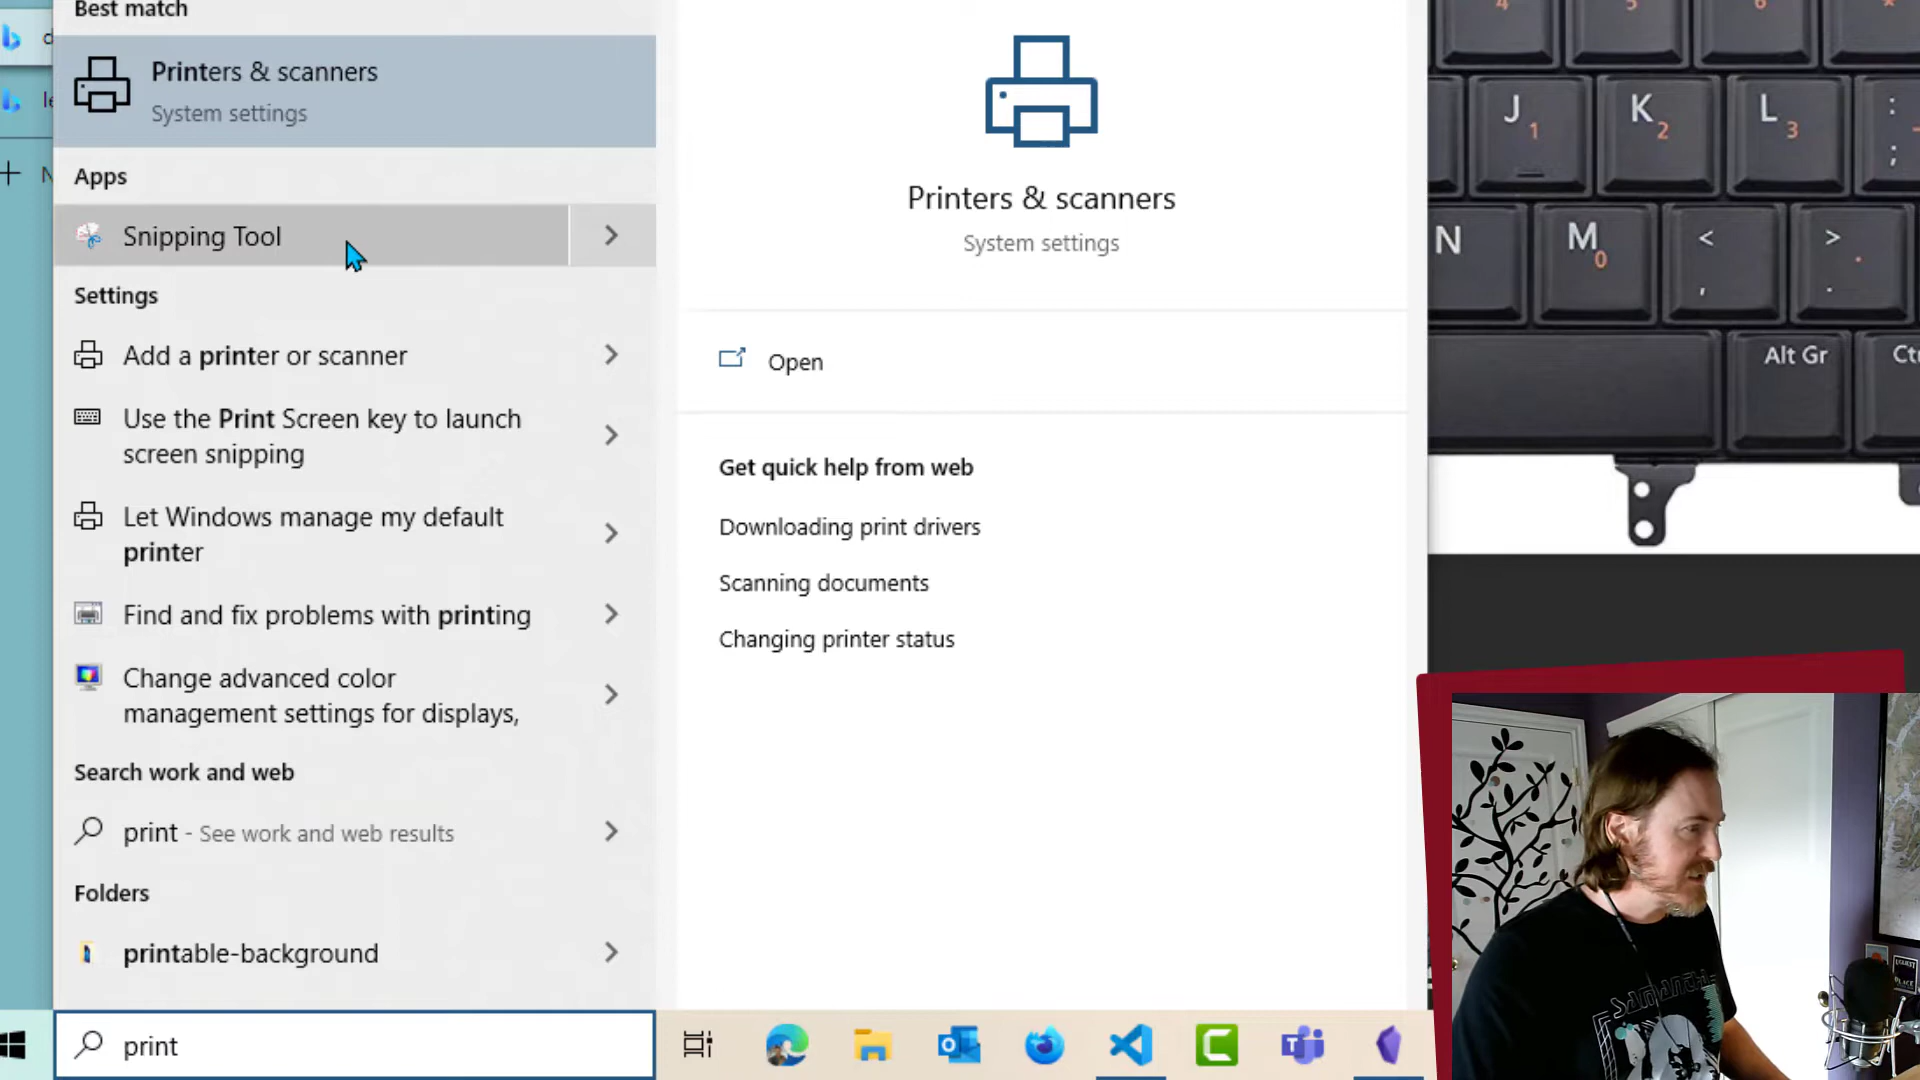 Best match
Printers & scanners
System settings
Apps
Snipping Tool
Settings
Add a printer or scanner
Use the Print Screen key to launch
screen snipping
Let Windows manage my default
printer
Find and fix problems with printing
Change advanced color
management settings for displays,
Search work and web
print - See work and web results
Folders
printable-background
print
Printers & scanners
System settings
Open
Get quick help from web
Downloading print drivers
Scanning documents
Changing printer status
4 5 6 *
J 1 K 2 L 3 : ;
N M 0 < , > .
Alt Gr